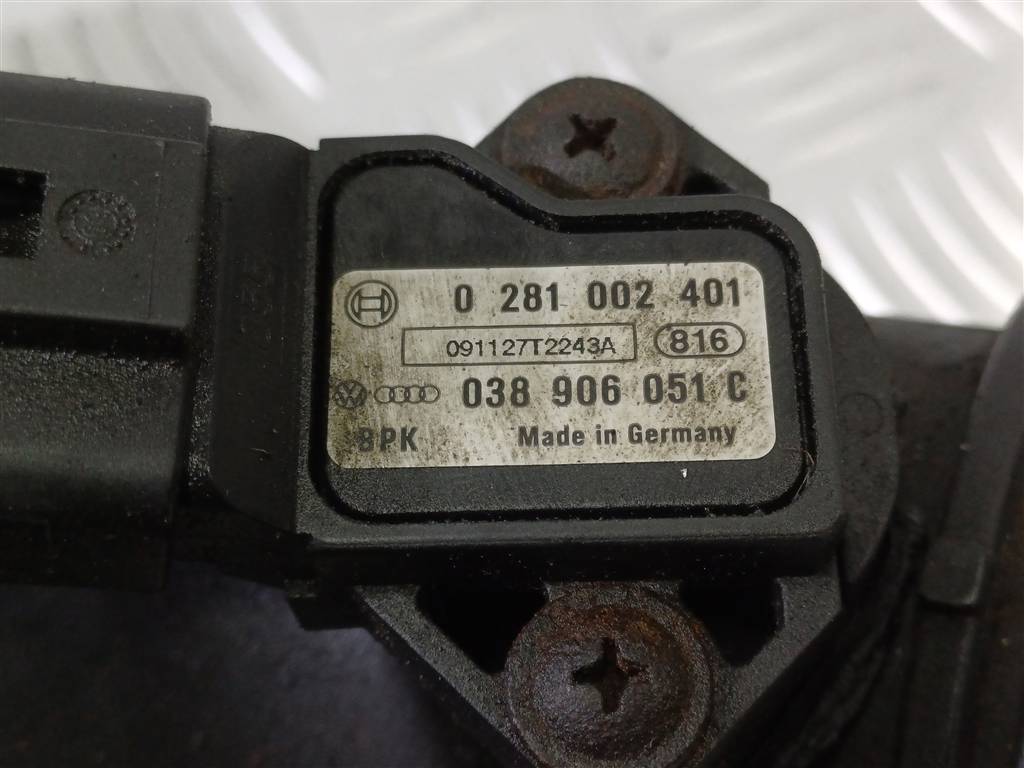 0 281 002 401
091127T2243A 816
038 906 051 C
BPK Made in Germany